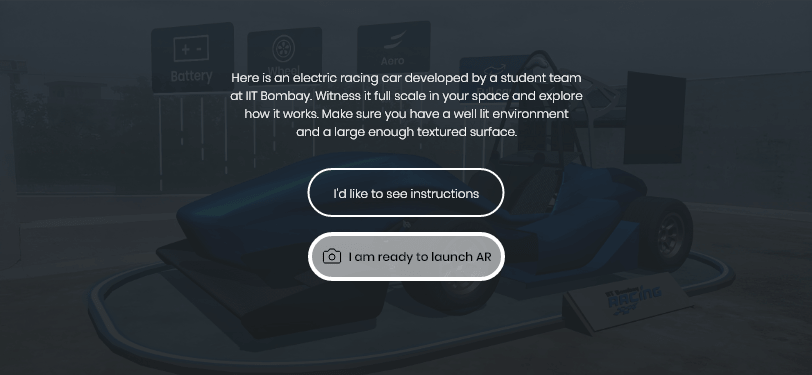 Battery
Wheel
Aero
Here is an electric racing car developed by a student team
at IIT Bombay. Witness it full scale in your space and explore
how it works. Make sure you have a well lit environment
and a large enough textured surface.
I'd like to see instructions
I am ready to launch AR
IIT Bombay
RACING